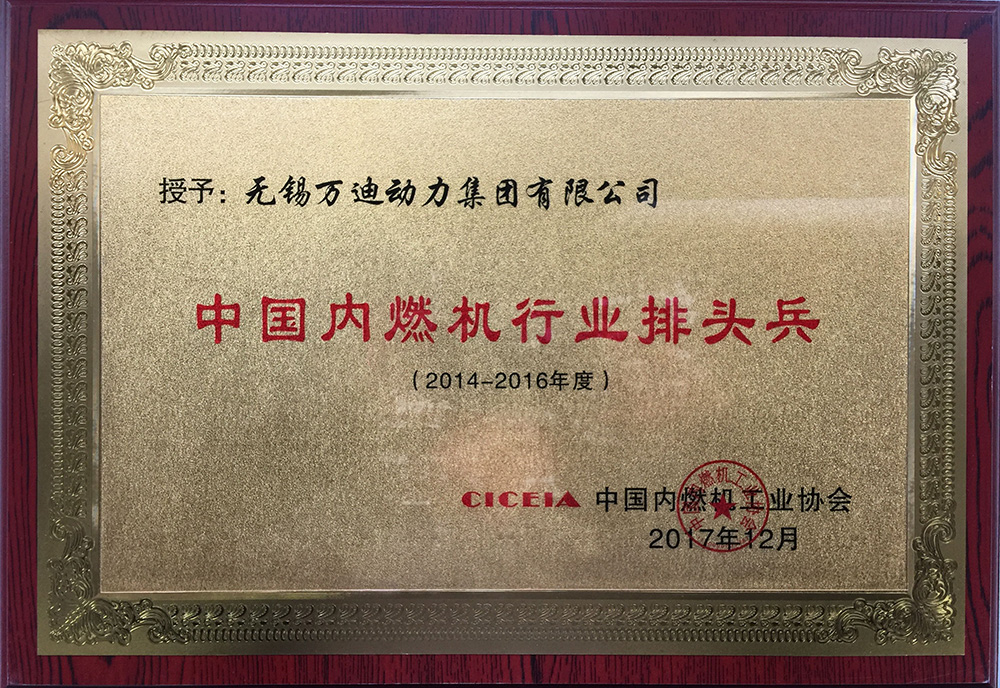 授予：无锡万迪动力集团有限公司
中国内燃机行业排头兵
（2014-2016年度）
CICEIA 中国内燃机工业协会
2017年12月
中国内燃机工业协会